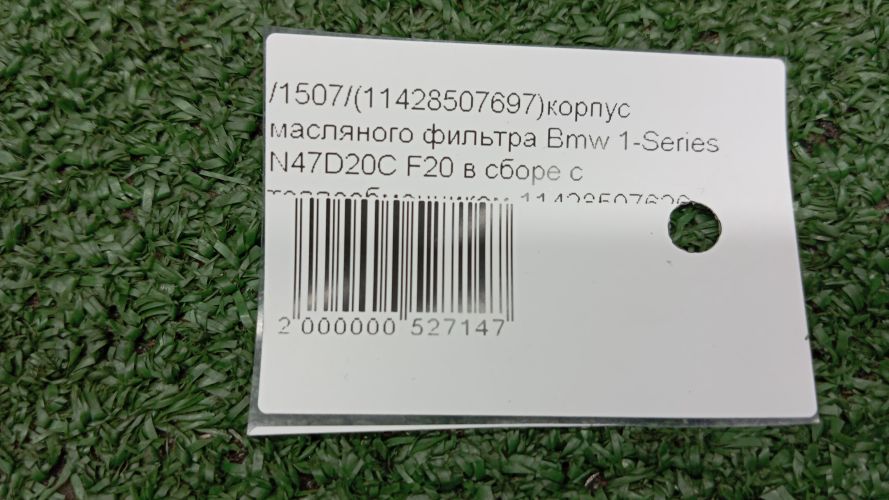 /1507/(11428507697)корпус
масляного фильтра Bmw 1-Series
N47D20C F20 в сборе с
2 000000 527147